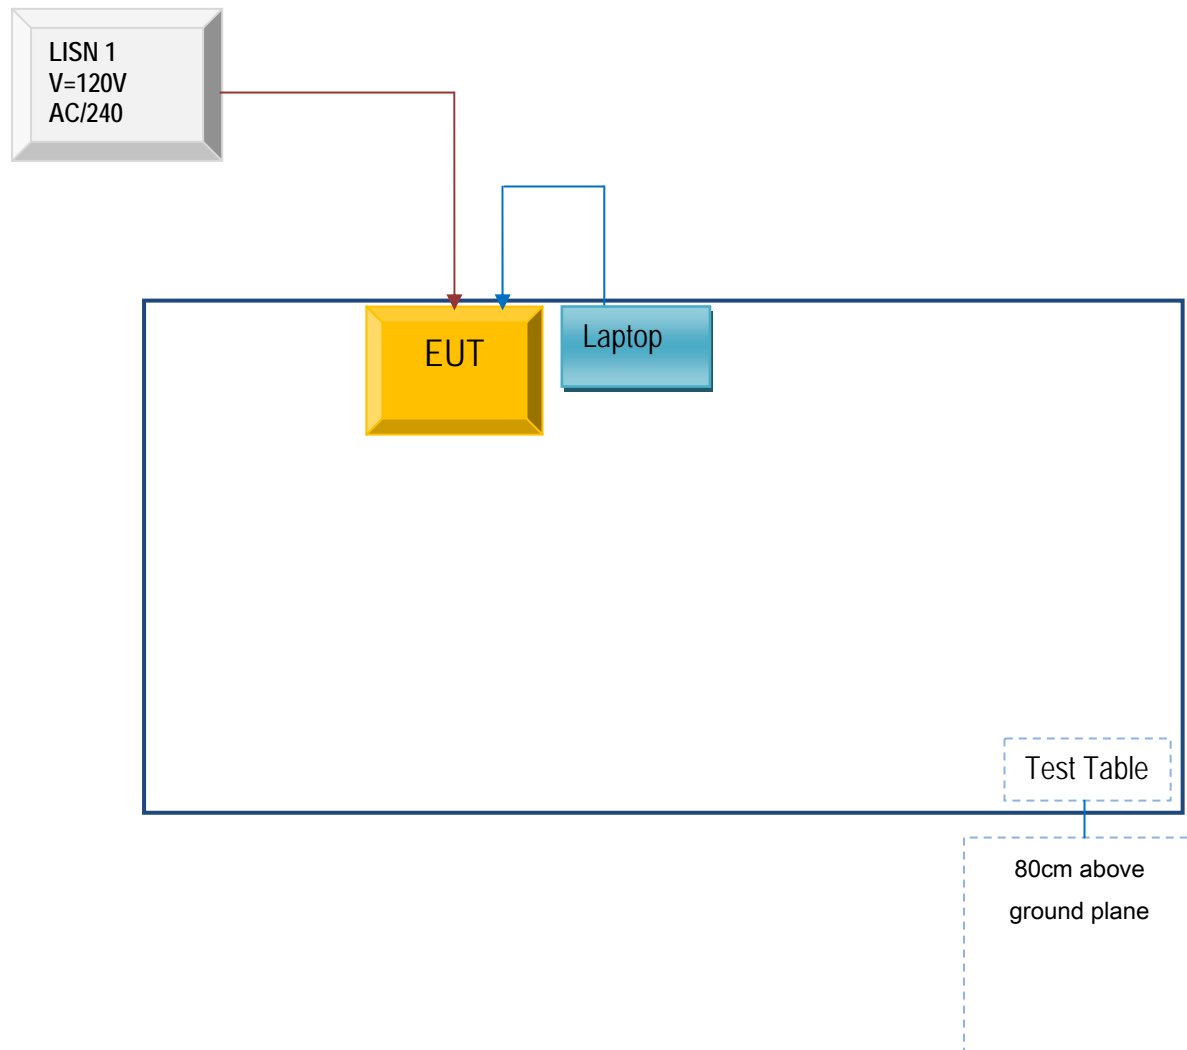 LISN 1
V=120V
AC/240
EUT
Laptop
Test Table
80cm above
ground plane